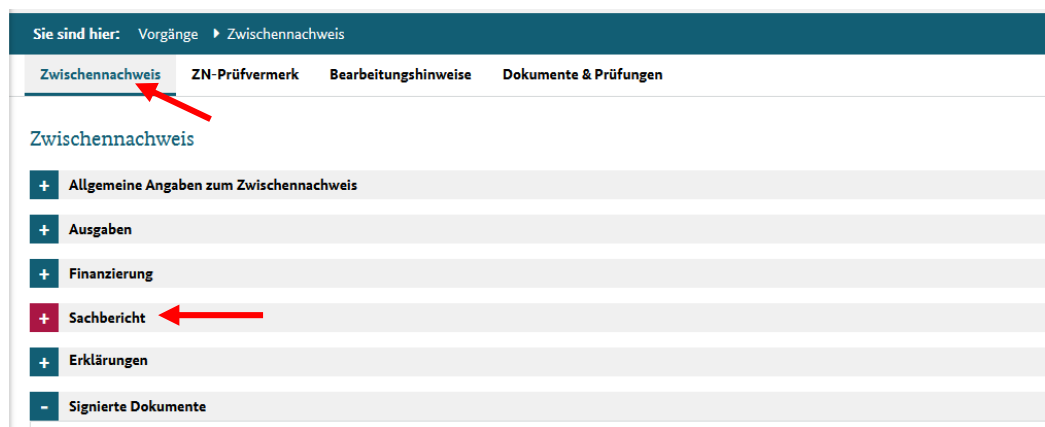 Sie sind hier: Vorgänge Zwischennachweis
Zwischennachweis ZN-Prüfvermerk Bearbeitungshinweise Dokumente & Prüfungen
Zwischennachweis
+ Allgemeine Angaben zum Zwischennachweis
+ Ausgaben
+ Finanzierung
+ Sachbericht
+ Erklärungen
- Signierte Dokumente